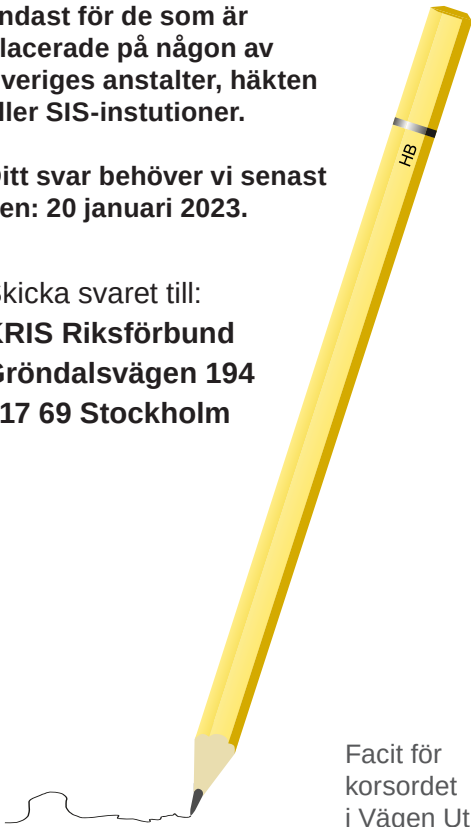 ndast för de som är
lacerade på någon av
veriges anstalter, häkten
ller SIS-instutioner.
itt svar behöver vi senast
en: 20 januari 2023.
kicka svaret till:
KRIS Riksförbund
Gröndalsvägen 194
17 69 Stockholm
HB
Facit för
korsordet
i Vägen Ut